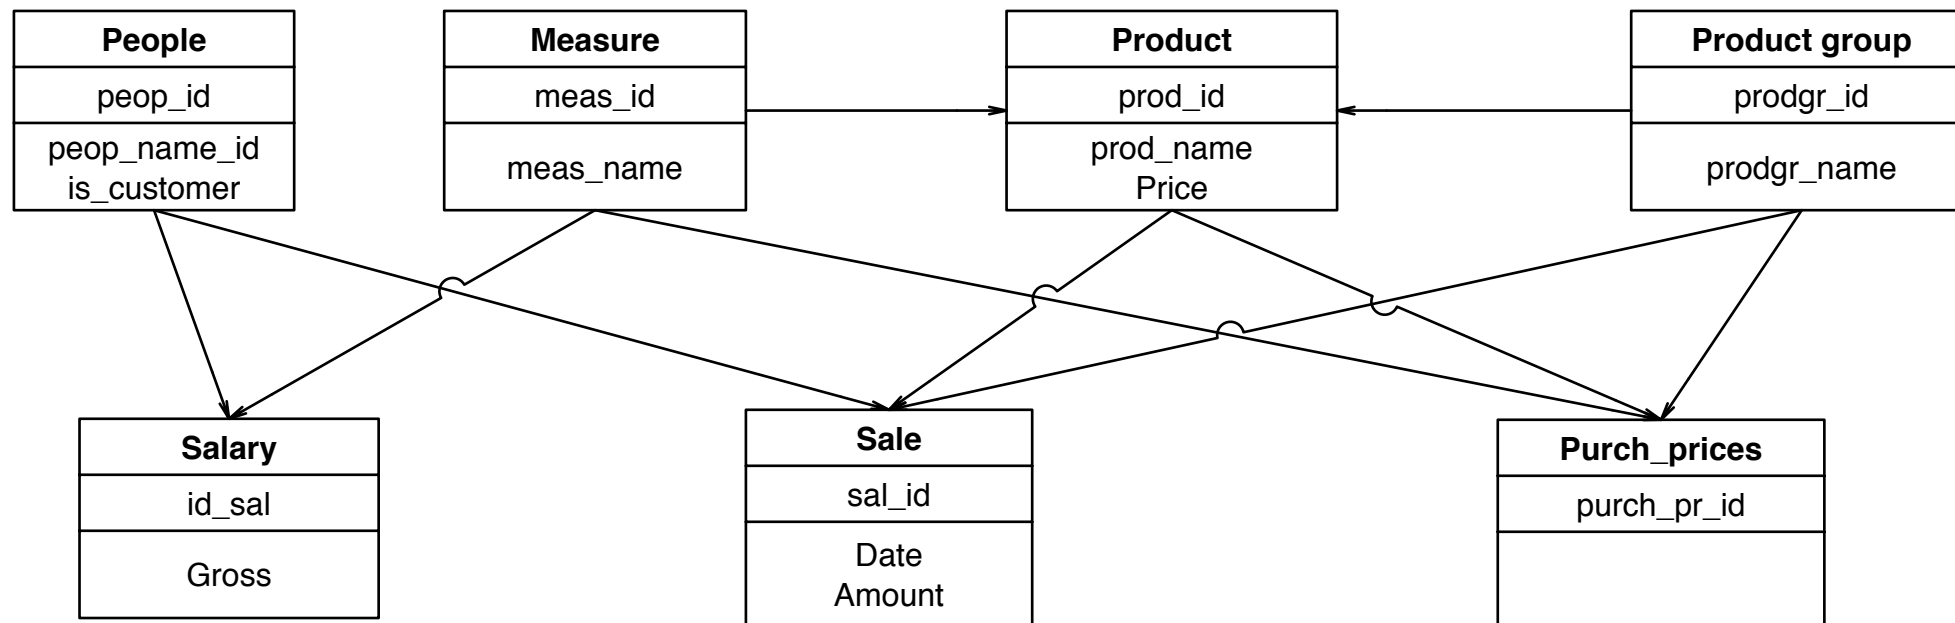 People
peop_id
peop_name_id
is_customer
Measure
meas_id
meas_name
Product
prod_id
prod_name
Price
Product group
prodgr_id
prodgr_name
Salary
id_sal
Gross
Sale
sal_id
Date
Amount
Purch_prices
purch_pr_id